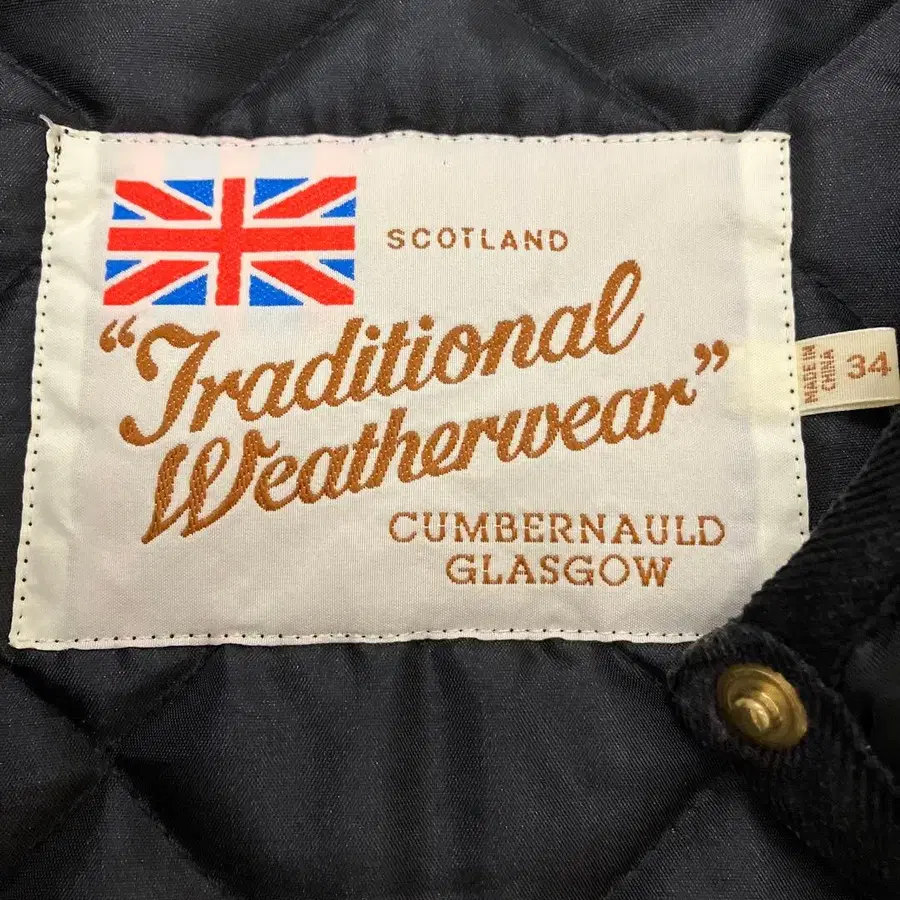 SCOTLAND
“Traditional
Weatherwear”
CUMBERNAULD
GLASGOW
MADE IN
CHINA
34